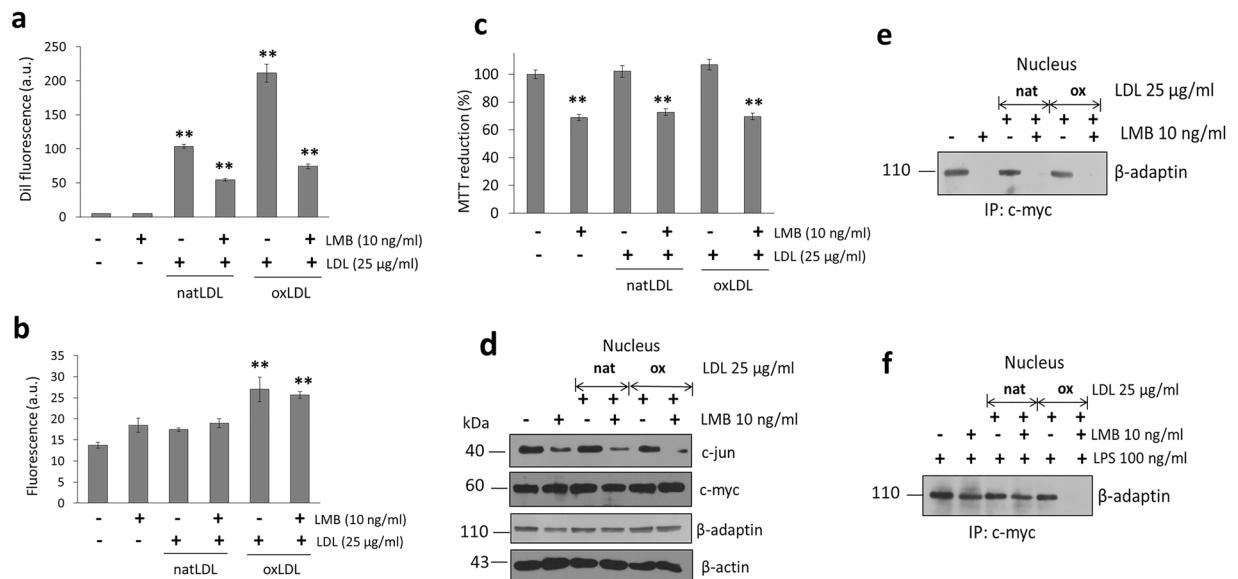 a
DiI fluorescence (a.u.)
250
200
150
100
50
0
** ** ** **
- + - + - + LMB (10 ng/ml)
- - + + + + LDL (25 μg/ml)
natLDL oxLDL
b
Fluorescence (a.u.)
35
30
25
20
15
10
5
0
** **
- + - + - + LMB (10 ng/ml)
- - + + + + LDL (25 μg/ml)
natLDL oxLDL
c
MTT reduction (%)
100
80
60
40
20
0
** ** **
- + - + - + LMB (10 ng/ml)
- - + + + + LDL (25 μg/ml)
natLDL oxLDL
d
Nucleus
nat ox LDL 25 μg/ml
+ + + +
kDa - + - + - + LMB 10 ng/ml
40 c-jun
60 c-myc
110 β-adaptin
43 β-actin
e
Nucleus
nat ox LDL 25 μg/ml
+ + + +
- + - + - + LMB 10 ng/ml
110 β-adaptin
IP: c-myc
f
Nucleus
nat ox LDL 25 μg/ml
+ + + +
- + - + - + LMB 10 ng/ml
+ + + + + + LPS 100 ng/ml
110 β-adaptin
IP: c-myc